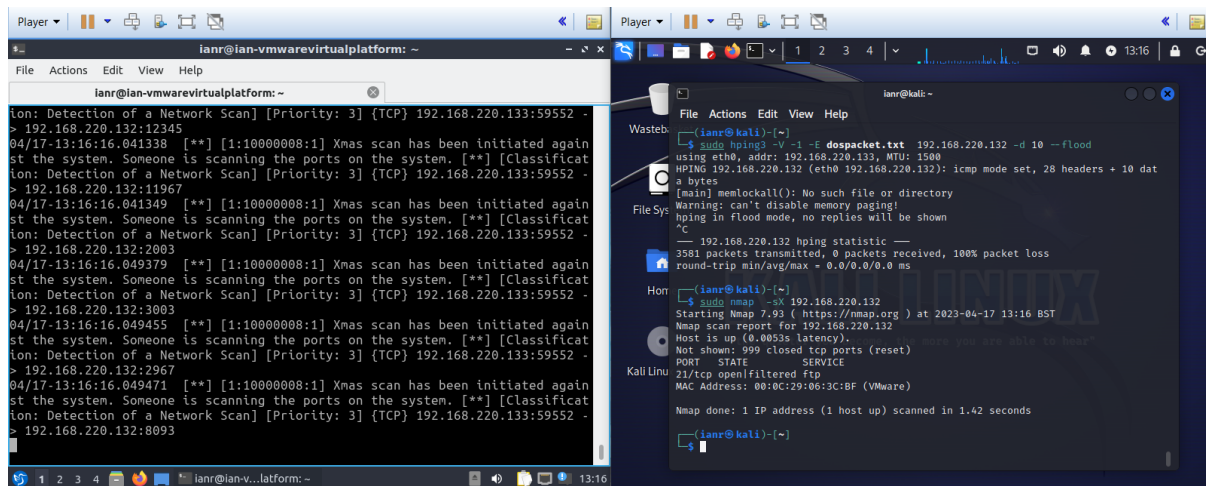 Player
ianr@ian-vmwarevirtualplatform: ~
File Actions Edit View Help
ianr@ian-vmwarevirtualplatform: ~
ion: Detection of a Network Scan] [Priority: 3] {TCP} 192.168.220.133:59552 -
> 192.168.220.132:12345
04/17-13:16:16.041338 [**] [1:10000008:1] Xmas scan has been initiated again
st the system. Someone is scanning the ports on the system. [**] [Classificat
ion: Detection of a Network Scan] [Priority: 3] {TCP} 192.168.220.133:59552 -
> 192.168.220.132:11967
04/17-13:16:16.041349 [**] [1:10000008:1] Xmas scan has been initiated again
st the system. Someone is scanning the ports on the system. [**] [Classificat
ion: Detection of a Network Scan] [Priority: 3] {TCP} 192.168.220.133:59552 -
> 192.168.220.132:2003
04/17-13:16:16.049379 [**] [1:10000008:1] Xmas scan has been initiated again
st the system. Someone is scanning the ports on the system. [**] [Classificat
ion: Detection of a Network Scan] [Priority: 3] {TCP} 192.168.220.133:59552 -
> 192.168.220.132:3003
04/17-13:16:16.049455 [**] [1:10000008:1] Xmas scan has been initiated again
st the system. Someone is scanning the ports on the system. [**] [Classificat
ion: Detection of a Network Scan] [Priority: 3] {TCP} 192.168.220.133:59552 -
> 192.168.220.132:2967
04/17-13:16:16.049471 [**] [1:10000008:1] Xmas scan has been initiated again
st the system. Someone is scanning the ports on the system. [**] [Classificat
ion: Detection of a Network Scan] [Priority: 3] {TCP} 192.168.220.133:59552 -
> 192.168.220.132:8093
1 2 3 4 ianr@ian-v...latform: ~ 13:16
Player
1 2 3 4 13:16
Wasteb
File Sys
Hom
Kali Linu
ianr@kali: ~
File Actions Edit View Help
(ianr㉿kali)-[~]
$ sudo hping3 -V -1 -E dospacket.txt 192.168.220.132 -d 10 --flood
using eth0, addr: 192.168.220.133, MTU: 1500
HPING 192.168.220.132 (eth0 192.168.220.132): icmp mode set, 28 headers + 10 dat
a bytes
[main] memlockall(): No such file or directory
Warning: can't disable memory paging!
hping in flood mode, no replies will be shown
^C
--- 192.168.220.132 hping statistic ---
3581 packets transmitted, 0 packets received, 100% packet loss
round-trip min/avg/max = 0.0/0.0/0.0 ms
(ianr㉿kali)-[~]
$ sudo nmap -sX 192.168.220.132
Starting Nmap 7.93 ( https://nmap.org ) at 2023-04-17 13:16 BST
Nmap scan report for 192.168.220.132
Host is up (0.0053s latency).
Not shown: 999 closed tcp ports (reset)
PORT STATE SERVICE
21/tcp open|filtered ftp
MAC Address: 00:0C:29:06:3C:BF (VMware)
Nmap done: 1 IP address (1 host up) scanned in 1.42 seconds
(ianr㉿kali)-[~]
$
KALI LINUX
the more you are able to hear"